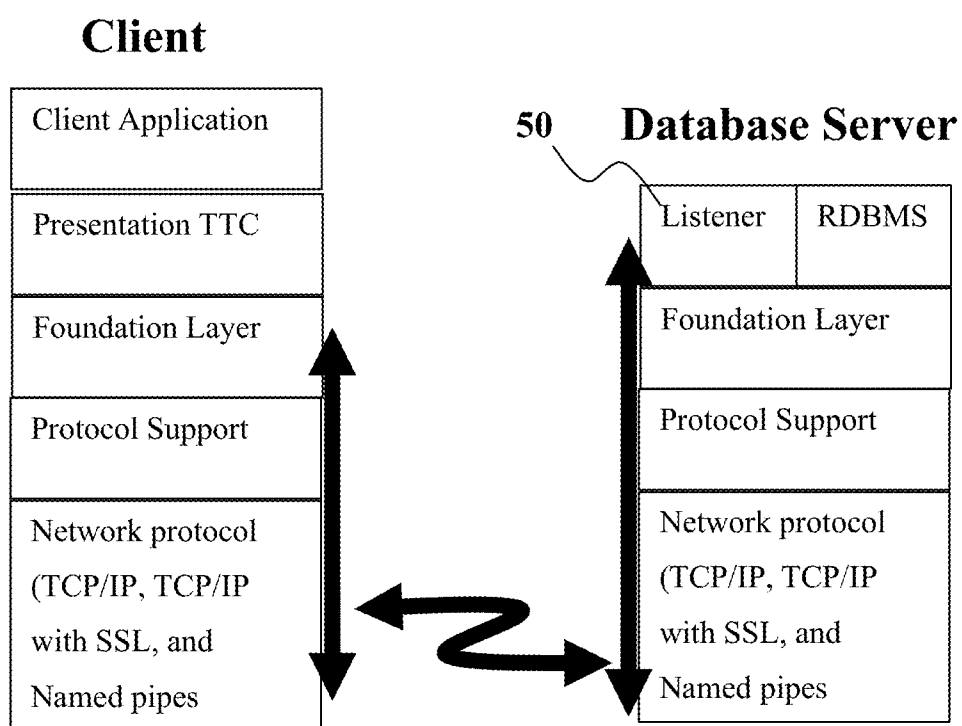 Client
Client Application
Presentation TTC
Foundation Layer
Protocol Support
Network protocol
(TCP/IP, TCP/IP
with SSL, and
Named pipes
50
Database Server
Listener
RDBMS
Foundation Layer
Protocol Support
Network protocol
(TCP/IP, TCP/IP
with SSL, and
Named pipes